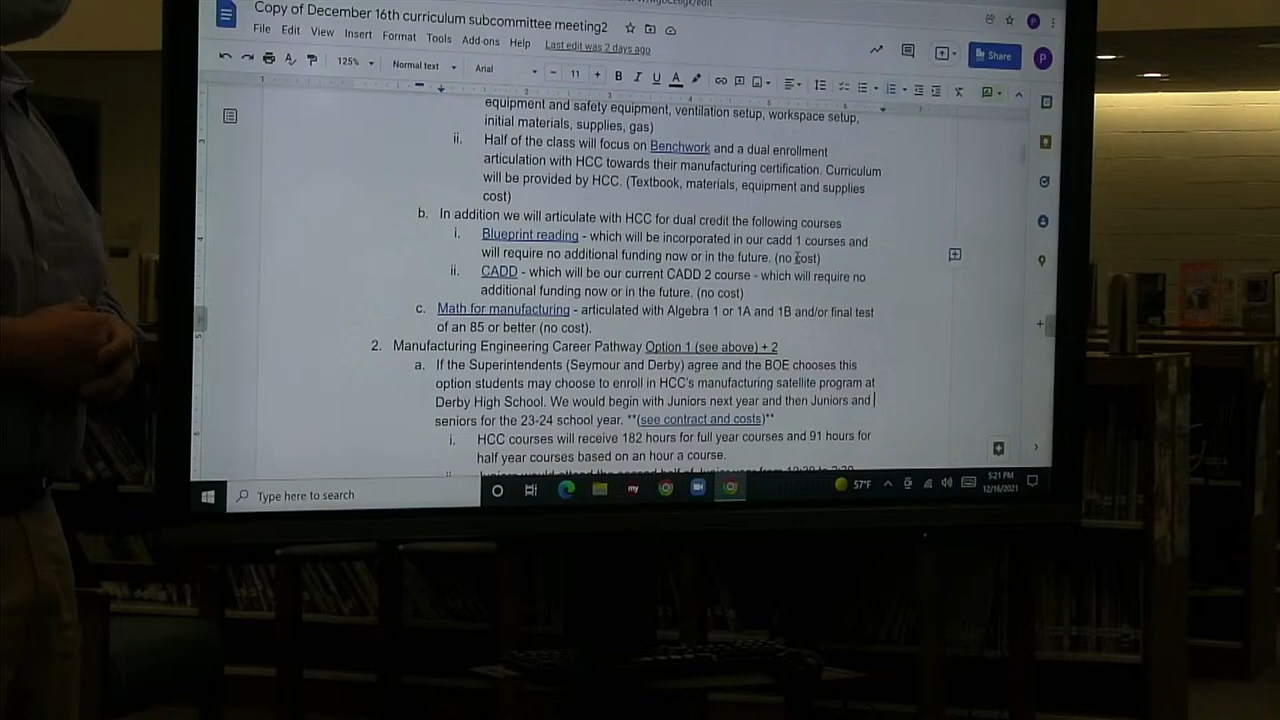 /edit
Copy of December 16th curriculum subcommittee meeting2
File Edit View Insert Format Tools Add-ons Help Last edit was 2 days ago
Share P
125% Normal text Arial 11 B I U A
equipment and safety equipment, ventilation setup, workspace setup,
initial materials, supplies, gas)
ii. Half of the class will focus on Benchwork and a dual enrollment
articulation with HCC towards their manufacturing certification. Curriculum
will be provided by HCC. (Textbook, materials, equipment and supplies
cost)
b. In addition we will articulate with HCC for dual credit the following courses
i. Blueprint reading - which will be incorporated in our cadd 1 courses and
will require no additional funding now or in the future. (no cost)
ii. CADD - which will be our current CADD 2 course - which will require no
additional funding now or in the future. (no cost)
c. Math for manufacturing - articulated with Algebra 1 or 1A and 1B and/or final test
of an 85 or better (no cost).
2. Manufacturing Engineering Career Pathway Option 1 (see above) + 2
a. If the Superintendents (Seymour and Derby) agree and the BOE chooses this
option students may choose to enroll in HCC's manufacturing satellite program at
Derby High School. We would begin with Juniors next year and then Juniors and
seniors for the 23-24 school year. **(see contract and costs)**
i. HCC courses will receive 182 hours for full year courses and 91 hours for
half year courses based on an hour a course.
Type here to search
my
57°F
5:21 PM
12/16/2021